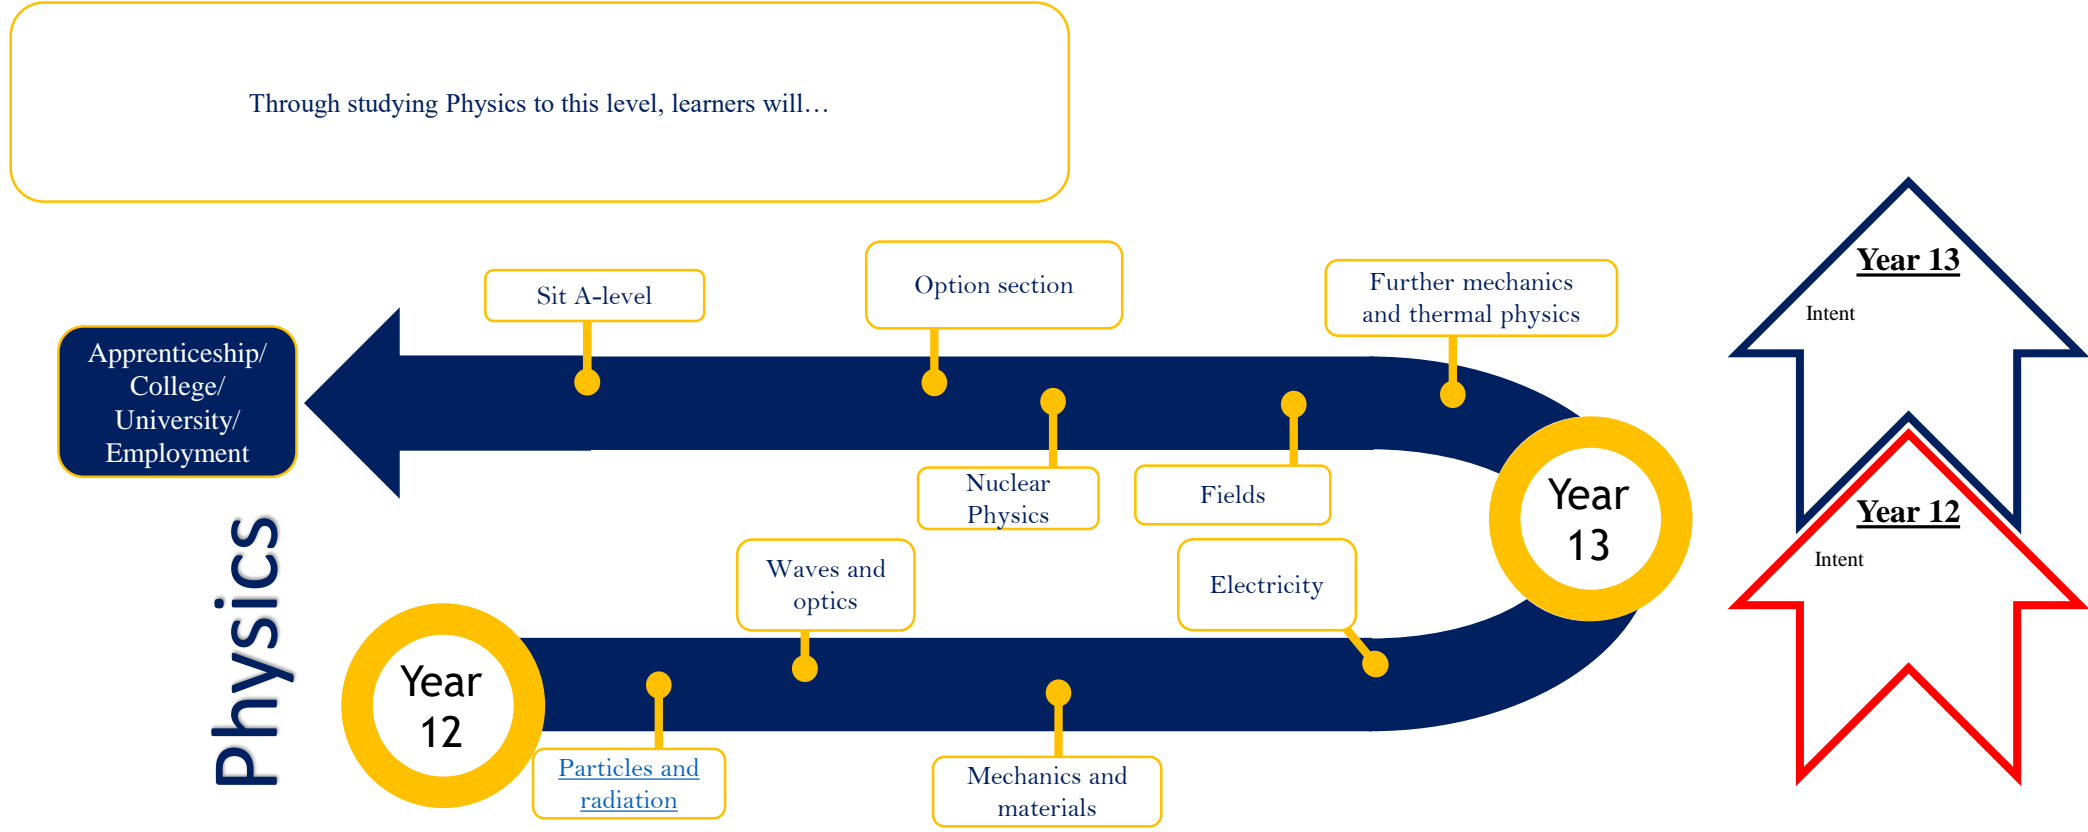 Through studying Physics to this level, learners will…
Sit A-level
Option section
Further mechanics
and thermal physics
Year 13
Intent
Apprenticeship/
College/
University/
Employment
Nuclear
Physics
Fields
Year
13
Year 12
Intent
Physics
Waves and
optics
Electricity
Year
12
Particles and
radiation
Mechanics and
materials